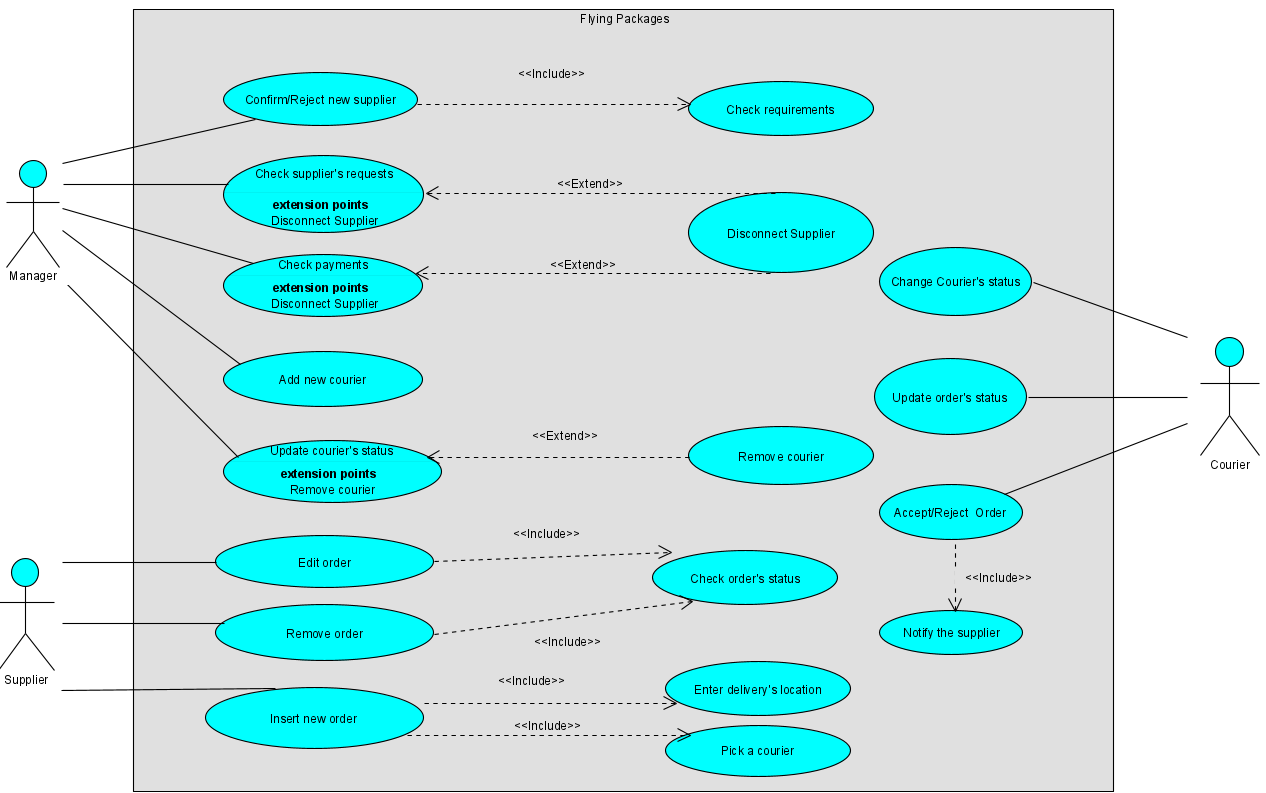 Flying Packages
<<Include>>
Confirm/Reject new supplier
Check requirements
Check supplier's requests
<<Extend>>
extension points
Disconnect Supplier
Disconnect Supplier
Manager
Check payments
<<Extend>>
extension points
Disconnect Supplier
Change Courier's status
Add new courier
Update order's status
<<Extend>>
Update courier's status
extension points
Remove courier
Remove courier
Courier
Accept/Reject  Order
<<Include>>
Edit order
Check order's status
<<Include>>
Remove order
Notify the supplier
<<Include>>
Supplier
<<Include>>
Enter delivery's location
Insert new order
<<Include>>
Pick a courier